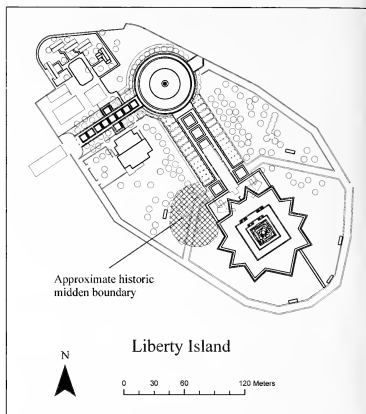 Approximate historic
midden boundary
Liberty Island
N
0 30 60 120 Meters